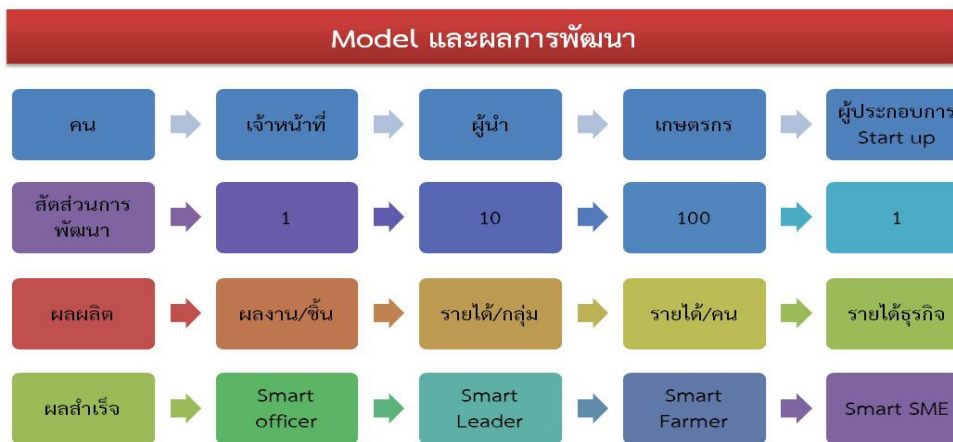 Model และผลการพัฒนา
คน
เจ้าหน้าที่
ผู้นำ
เกษตรกร
ผู้ประกอบการ
Start up
สัดส่วนการ
พัฒนา
1
10
100
1
ผลผลิต
ผลงาน/ชิ้น
รายได้/กลุ่ม
รายได้/คน
รายได้ธุรกิจ
ผลสำเร็จ
Smart
officer
Smart
Leader
Smart
Farmer
Smart SME